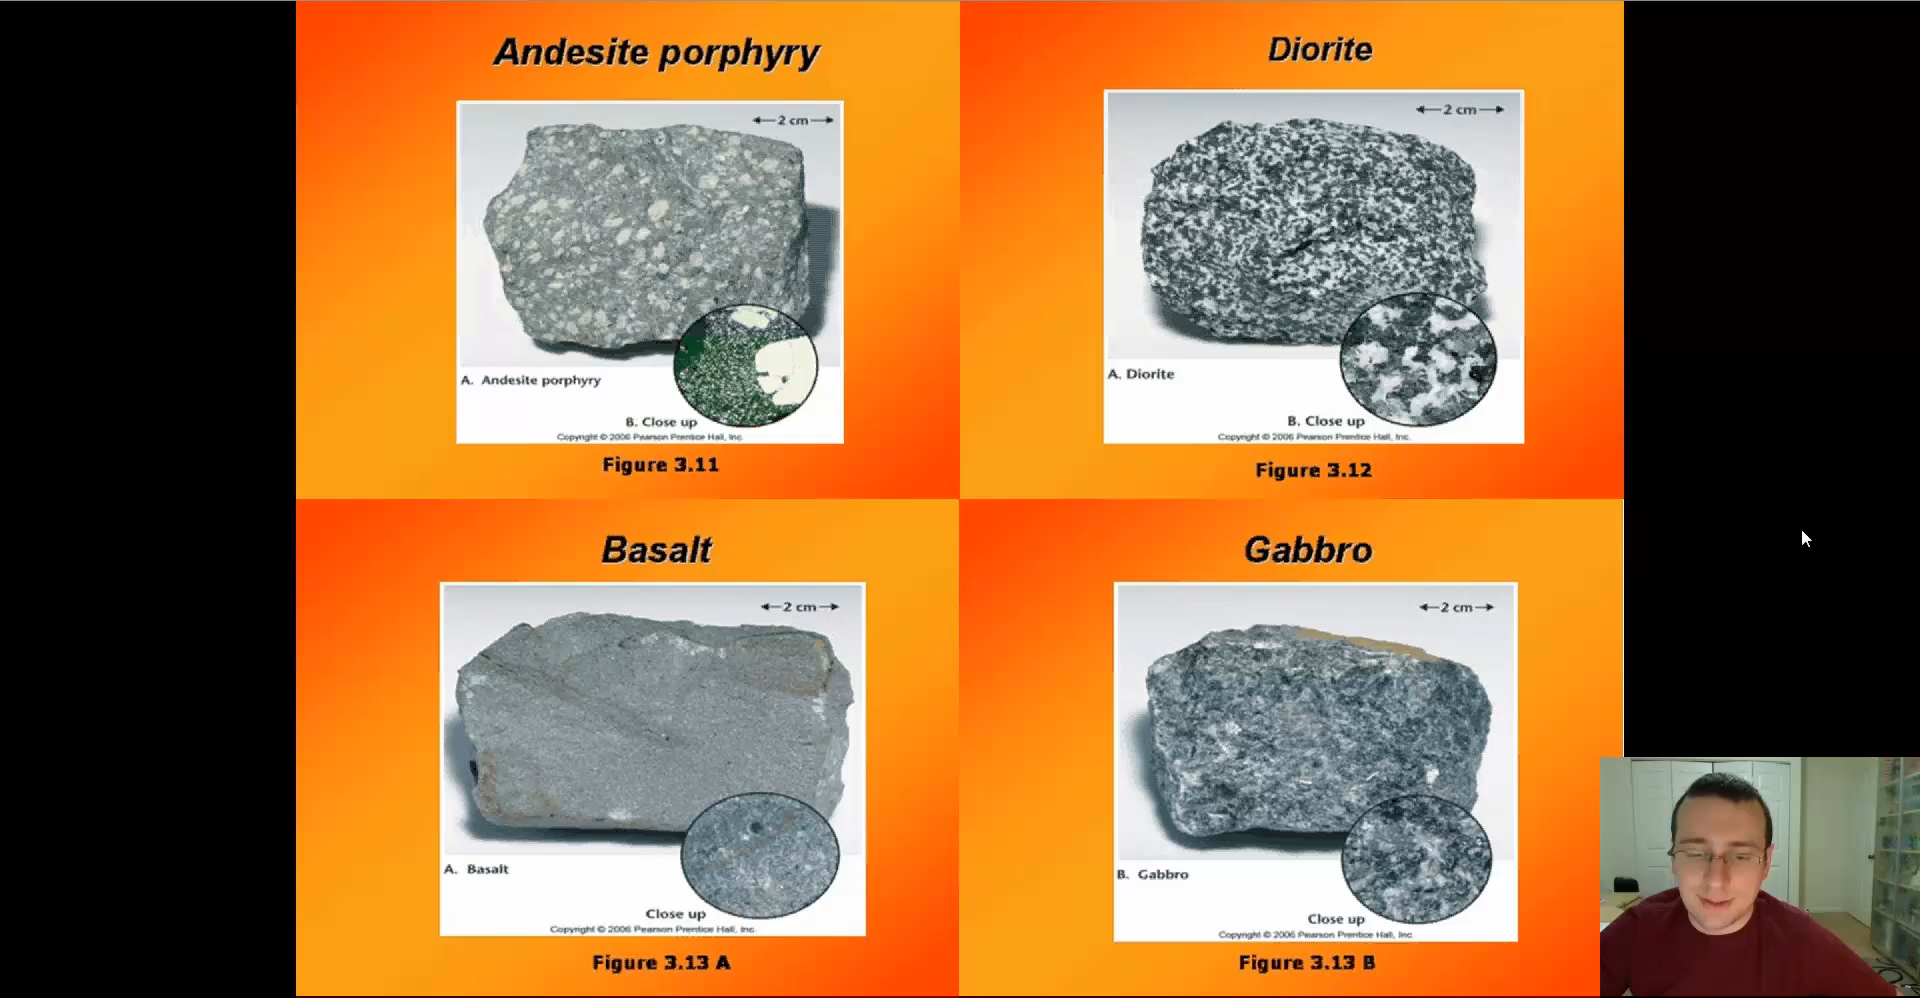 Andesite porphyry
2 cm
A. Andesite porphyry
B. Close up
Copyright © 2006 Pearson Prentice Hall, Inc.
Figure 3.11
Diorite
2 cm
A. Diorite
B. Close up
Copyright © 2006 Pearson Prentice Hall, Inc.
Figure 3.12
Basalt
2 cm
A. Basalt
Close up
Copyright © 2006 Pearson Prentice Hall, Inc.
Figure 3.13 A
Gabbro
2 cm
B. Gabbro
Close up
Copyright © 2006 Pearson Prentice Hall, Inc
Figure 3.13 B